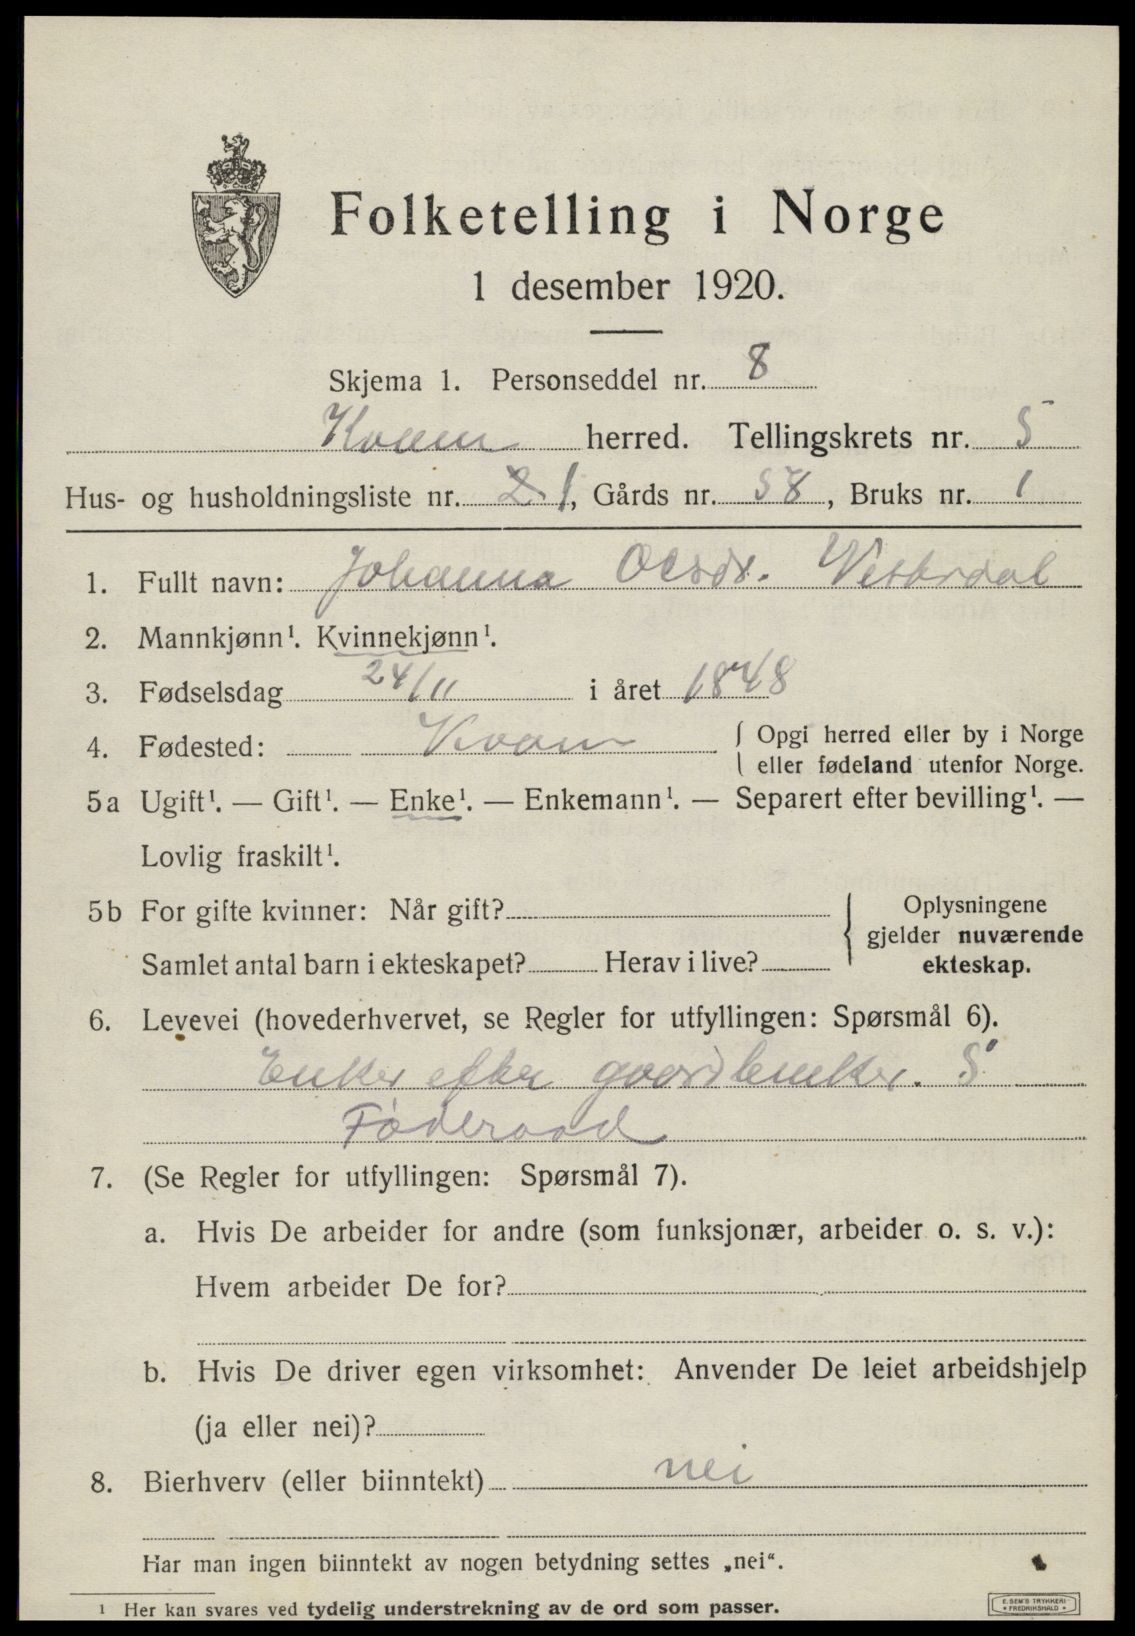 Folketelling i Norge
1 desember 1920.
Skjema 1. Personseddel nr. 8
Kvam herred. Tellingskrets nr. 5
Hus- og husholdningsliste nr. 21, Gårds nr. 58, Bruks nr. 1
1. Fullt navn: Johanna
2. Mannkjønn¹. Kvinnekjønn¹.
3. Fødselsdag 24/11 i året 1848
4. Fødested: Kvam { Opgi herred eller by i Norge
eller fødeland utenfor Norge.
5a Ugift¹. — Gift¹. — Enke¹. — Enkemann¹. — Separert efter bevilling¹. —
Lovlig fraskilt¹.
5b For gifte kvinner: Når gift? Oplysningene
gjelder nuværende
Samlet antal barn i ekteskapet? Herav i live? ekteskap.
6. Levevei (hovederhvervet, se Regler for utfyllingen: Spørsmål 6).
Enke efter gaardbruker. S
Føderaad
7. (Se Regler for utfyllingen: Spørsmål 7).
a. Hvis De arbeider for andre (som funksjonær, arbeider o. s. v.):
Hvem arbeider De for?
b. Hvis De driver egen virksomhet: Anvender De leiet arbeidshjelp
(ja eller nei)?
8. Bierhverv (eller biinntekt) nei
Har man ingen biinntekt av nogen betydning settes „nei“.
¹ Her kan svares ved tydelig understrekning av de ord som passer.
E. SEM'S TRYKKERI
FREDRIKSHALD